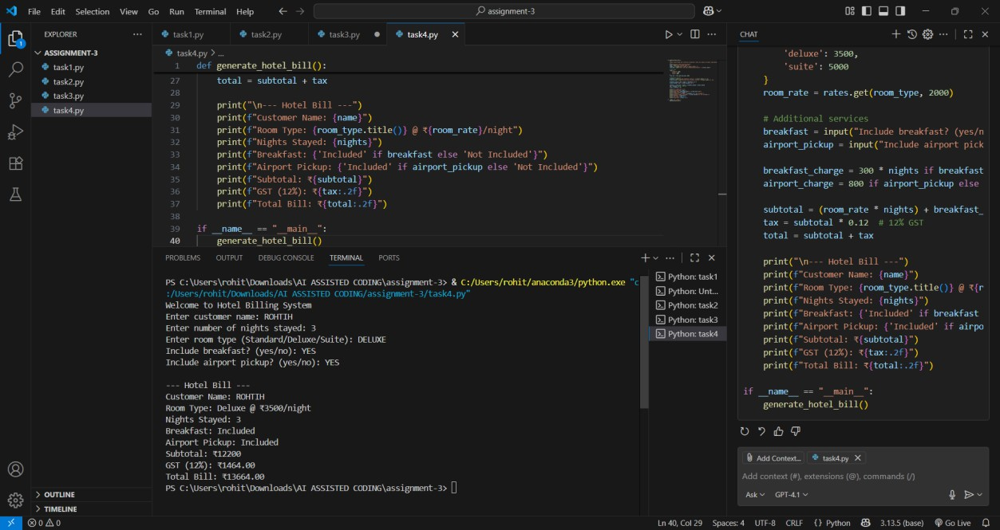 File Edit Selection View Go Run Terminal Help
assignment-3
EXPLORER
1
ASSIGNMENT-3
task1.py
task2.py
task3.py
task4.py
OUTLINE
TIMELINE
task1.py task2.py task3.py task4.py
task4.py > ...
1 def generate_hotel_bill():
27 total = subtotal + tax
28
29 print("\n--- Hotel Bill ---")
30 print(f"Customer Name: {name}")
31 print(f"Room Type: {room_type.title()} @ ₹{room_rate}/night")
32 print(f"Nights Stayed: {nights}")
33 print(f"Breakfast: {'Included' if breakfast else 'Not Included'}")
34 print(f"Airport Pickup: {'Included' if airport_pickup else 'Not Included'}")
35 print(f"Subtotal: ₹{subtotal}")
36 print(f"GST (12%): ₹{tax:.2f}")
37 print(f"Total Bill: ₹{total:.2f}")
38
39 if __name__ == "__main__":
40 generate_hotel_bill()
PROBLEMS OUTPUT DEBUG CONSOLE TERMINAL PORTS
PS C:\Users\rohit\Downloads\AI ASSISTED CODING\assignment-3> & C:/Users/rohit/anaconda3/python.exe "c
:/Users/rohit/Downloads/AI ASSISTED CODING/assignment-3/task4.py"
Welcome to Hotel Billing System
Enter customer name: ROHTIH
Enter number of nights stayed: 3
Enter room type (Standard/Deluxe/Suite): DELUXE
Include breakfast? (yes/no): YES
Include airport pickup? (yes/no): YES
--- Hotel Bill ---
Customer Name: ROHTIH
Room Type: Deluxe @ ₹3500/night
Nights Stayed: 3
Breakfast: Included
Airport Pickup: Included
Subtotal: ₹12200
GST (12%): ₹1464.00
Total Bill: ₹13664.00
PS C:\Users\rohit\Downloads\AI ASSISTED CODING\assignment-3>
Python: task1
Python: Unt...
Python: task2
Python: task3
Python: task4
CHAT
'deluxe': 3500,
'suite': 5000
}
room_rate = rates.get(room_type, 2000)
# Additional services
breakfast = input("Include breakfast? (yes/n
airport_pickup = input("Include airport pick
breakfast_charge = 300 * nights if breakfast
airport_charge = 800 if airport_pickup else
subtotal = (room_rate * nights) + breakfast_
tax = subtotal * 0.12 # 12% GST
total = subtotal + tax
print("\n--- Hotel Bill ---")
print(f"Customer Name: {name}")
print(f"Room Type: {room_type.title()} @ ₹{r
print(f"Nights Stayed: {nights}")
print(f"Breakfast: {'Included' if breakfast
print(f"Airport Pickup: {'Included' if airpo
print(f"Subtotal: ₹{subtotal}")
print(f"GST (12%): ₹{tax:.2f}")
print(f"Total Bill: ₹{total:.2f}")
if __name__ == "__main__":
generate_hotel_bill()
Add Context... task4.py
Add context (#), extensions (@), commands (/)
Ask GPT-4.1
0 0 Ln 40, Col 29 Spaces: 4 UTF-8 CRLF {} Python 3.13.5 (base) Go Live